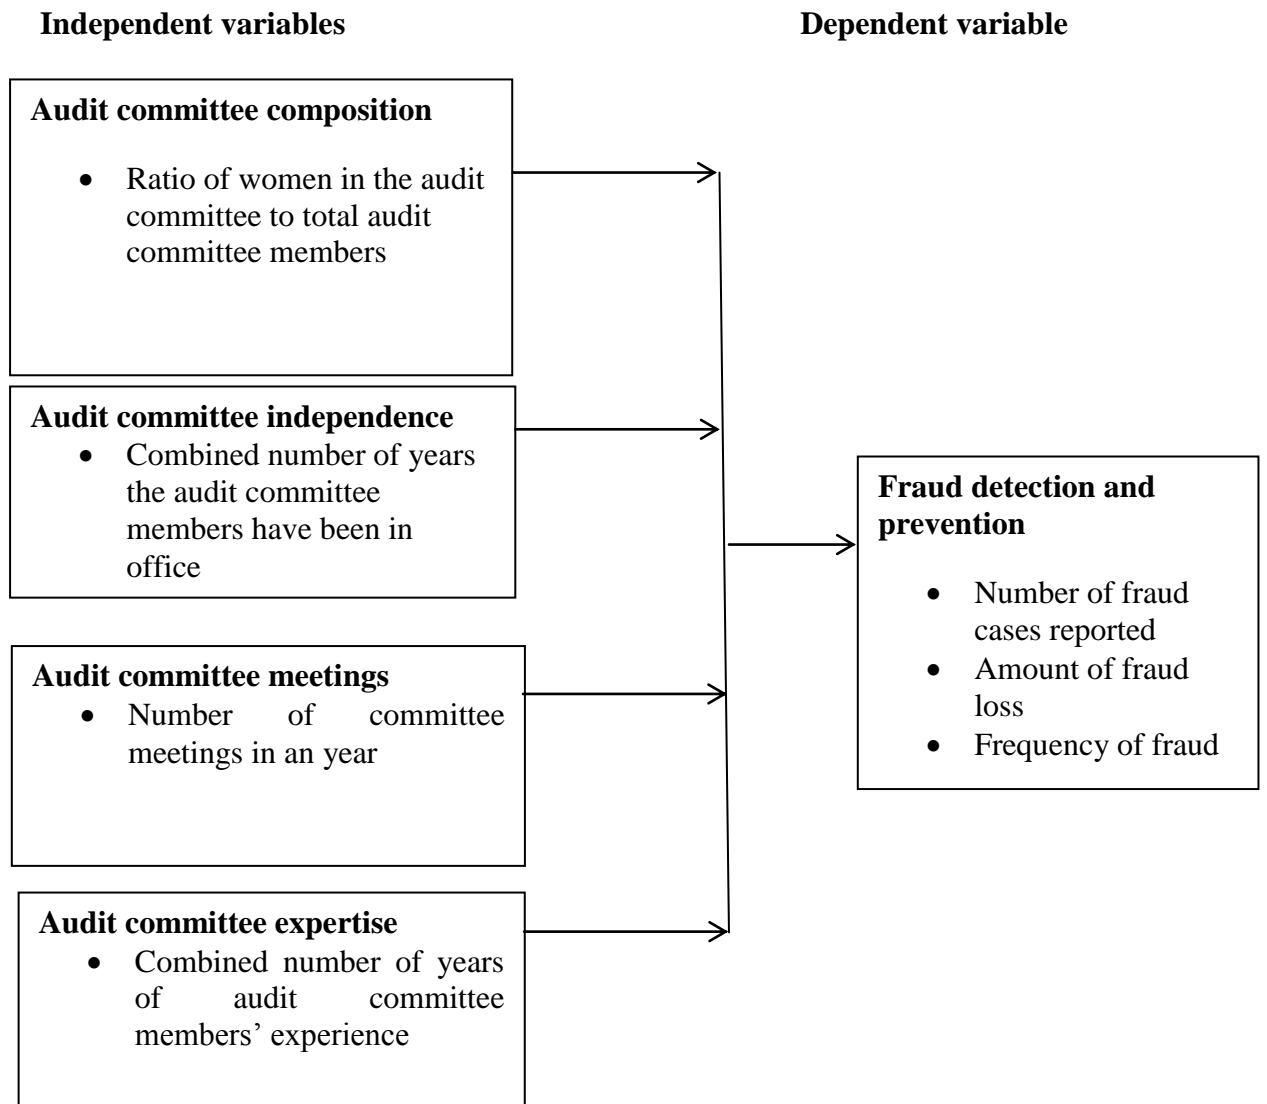 Independent variables
Dependent variable
Audit committee composition
• Ratio of women in the audit
committee to total audit
committee members
Audit committee independence
• Combined number of years
the audit committee
members have been in
office
Audit committee meetings
• Number of committee
meetings in an year
Audit committee expertise
• Combined number of years
of audit committee
members’ experience
Fraud detection and
prevention
• Number of fraud
cases reported
• Amount of fraud
loss
• Frequency of fraud